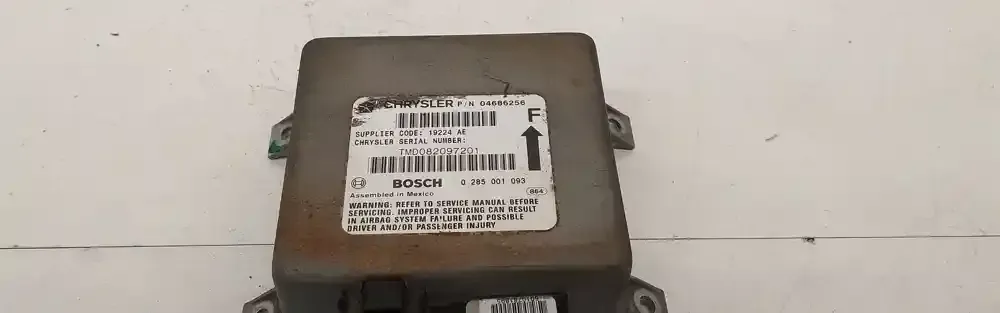 CHRYSLER P/N 04686256
F
SUPPLIER CODE: 19224 AE
CHRYSLER SERIAL NUMBER:
TMD082097201
BOSCH 0 285 001 093
Assembled in Mexico 864
WARNING: REFER TO SERVICE MANUAL BEFORE
SERVICING. IMPROPER SERVICING CAN RESULT
IN AIRBAG SYSTEM FAILURE AND POSSIBLE
DRIVER AND/OR PASSENGER INJURY